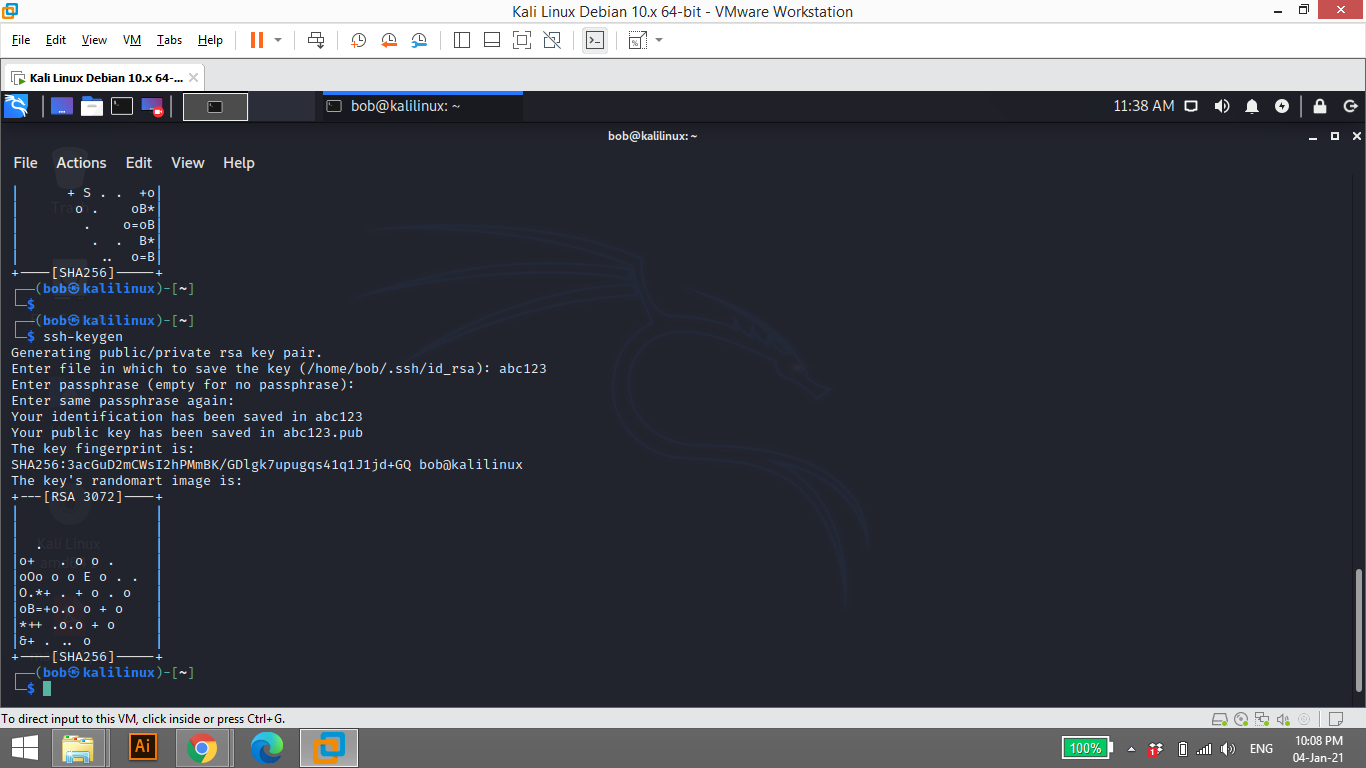 Kali Linux Debian 10.x 64-bit - VMware Workstation
File Edit View VM Tabs Help
Kali Linux Debian 10.x 64-...
bob@kalilinux: ~
11:38 AM
bob@kalilinux: ~
File Actions Edit View Help
| + S . . +o|
| o . oB*|
| . o=oB|
| . . B*|
| .. o=B|
+----[SHA256]-----+
┌──(bob㉿kalilinux)-[~]
└─$
┌──(bob㉿kalilinux)-[~]
└─$ ssh-keygen
Generating public/private rsa key pair.
Enter file in which to save the key (/home/bob/.ssh/id_rsa): abc123
Enter passphrase (empty for no passphrase):
Enter same passphrase again:
Your identification has been saved in abc123
Your public key has been saved in abc123.pub
The key fingerprint is:
SHA256:3acGuD2mCWsI2hPMmBK/GDlgk7upugqs41q1J1jd+GQ bob@kalilinux
The key's randomart image is:
+---[RSA 3072]----+
| |
| |
| . |
|o+ . o o . |
|oOo o o E o . . |
|O.*+ . + o . o |
|oB=+o.o o + o |
|*++ .o.o + o |
|&+ . .. o |
+----[SHA256]-----+
┌──(bob㉿kalilinux)-[~]
└─$
Kali Linux
To direct input to this VM, click inside or press Ctrl+G.
Ai
100%
ENG
10:08 PM
04-Jan-21